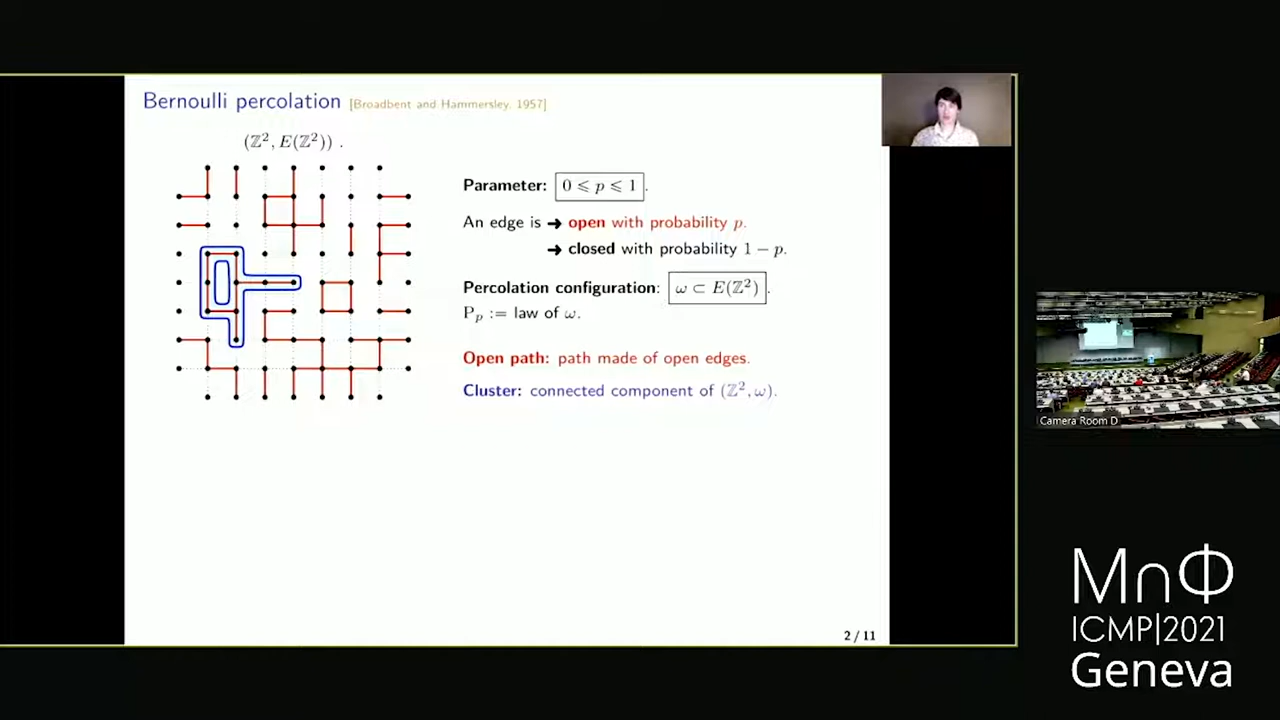 Bernoulli percolation [Broadbent and Hammersley, 1957]
(ℤ², E(ℤ²)) .
Parameter: 0 ⩽ p ⩽ 1.
An edge is → open with probability p.
→ closed with probability 1 − p.
Percolation configuration: ω ⊂ E(ℤ²).
Pₚ := law of ω.
Open path: path made of open edges.
Cluster: connected component of (ℤ², ω).
2 / 11
Camera Room D
M∩Φ
ICMP|2021
Geneva